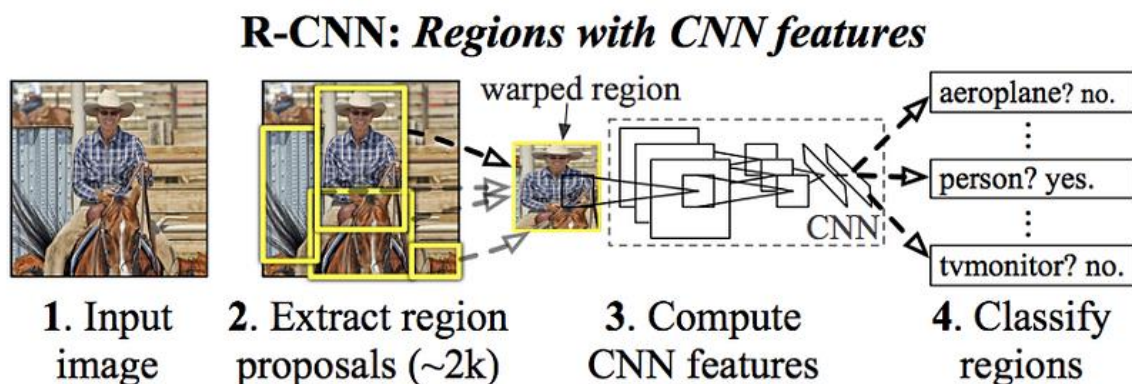 R-CNN: Regions with CNN features
warped region
aeroplane? no.
⋮
person? yes.
⋮
tvmonitor? no.
CNN
1. Input
image
2. Extract region
proposals (~2k)
3. Compute
CNN features
4. Classify
regions